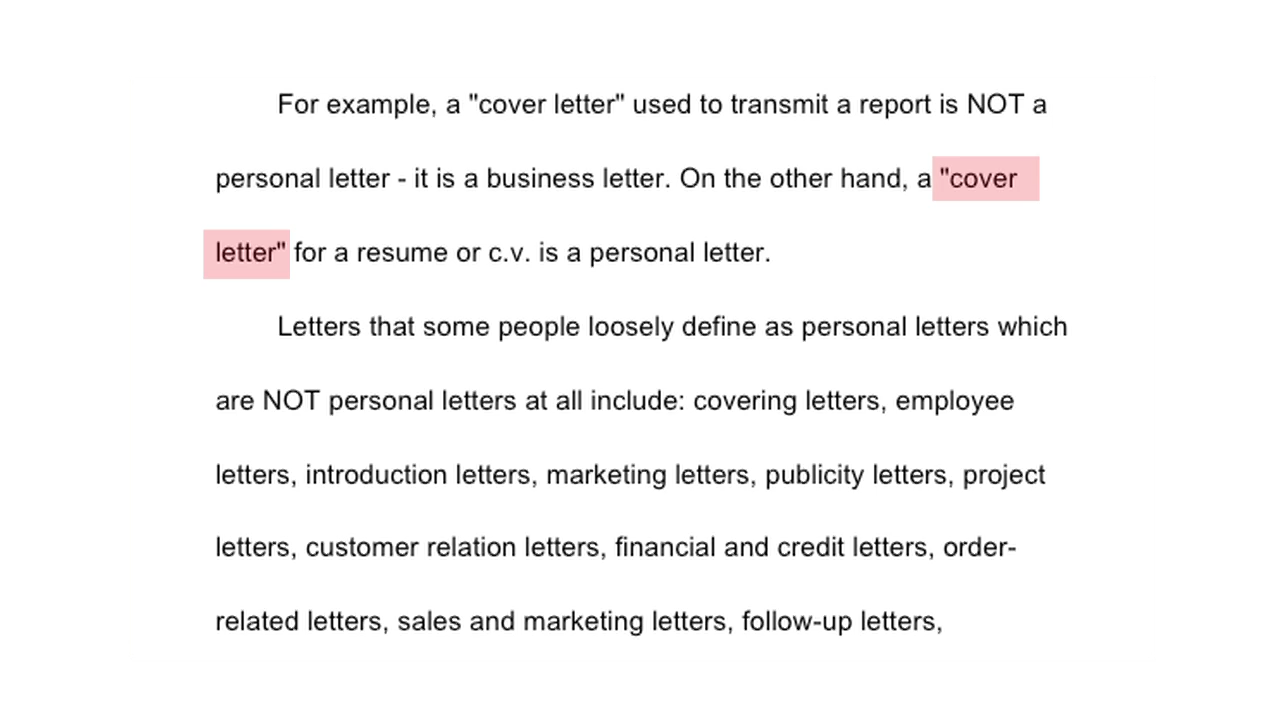 For example, a "cover letter" used to transmit a report is NOT a
personal letter - it is a business letter. On the other hand, a "cover
letter" for a resume or c.v. is a personal letter.
Letters that some people loosely define as personal letters which
are NOT personal letters at all include: covering letters, employee
letters, introduction letters, marketing letters, publicity letters, project
letters, customer relation letters, financial and credit letters, order-
related letters, sales and marketing letters, follow-up letters,